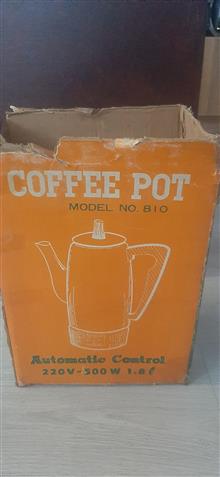 COFFEE POT
MODEL NO. 810
Automatic Control
220V-500W 1.8ℓ